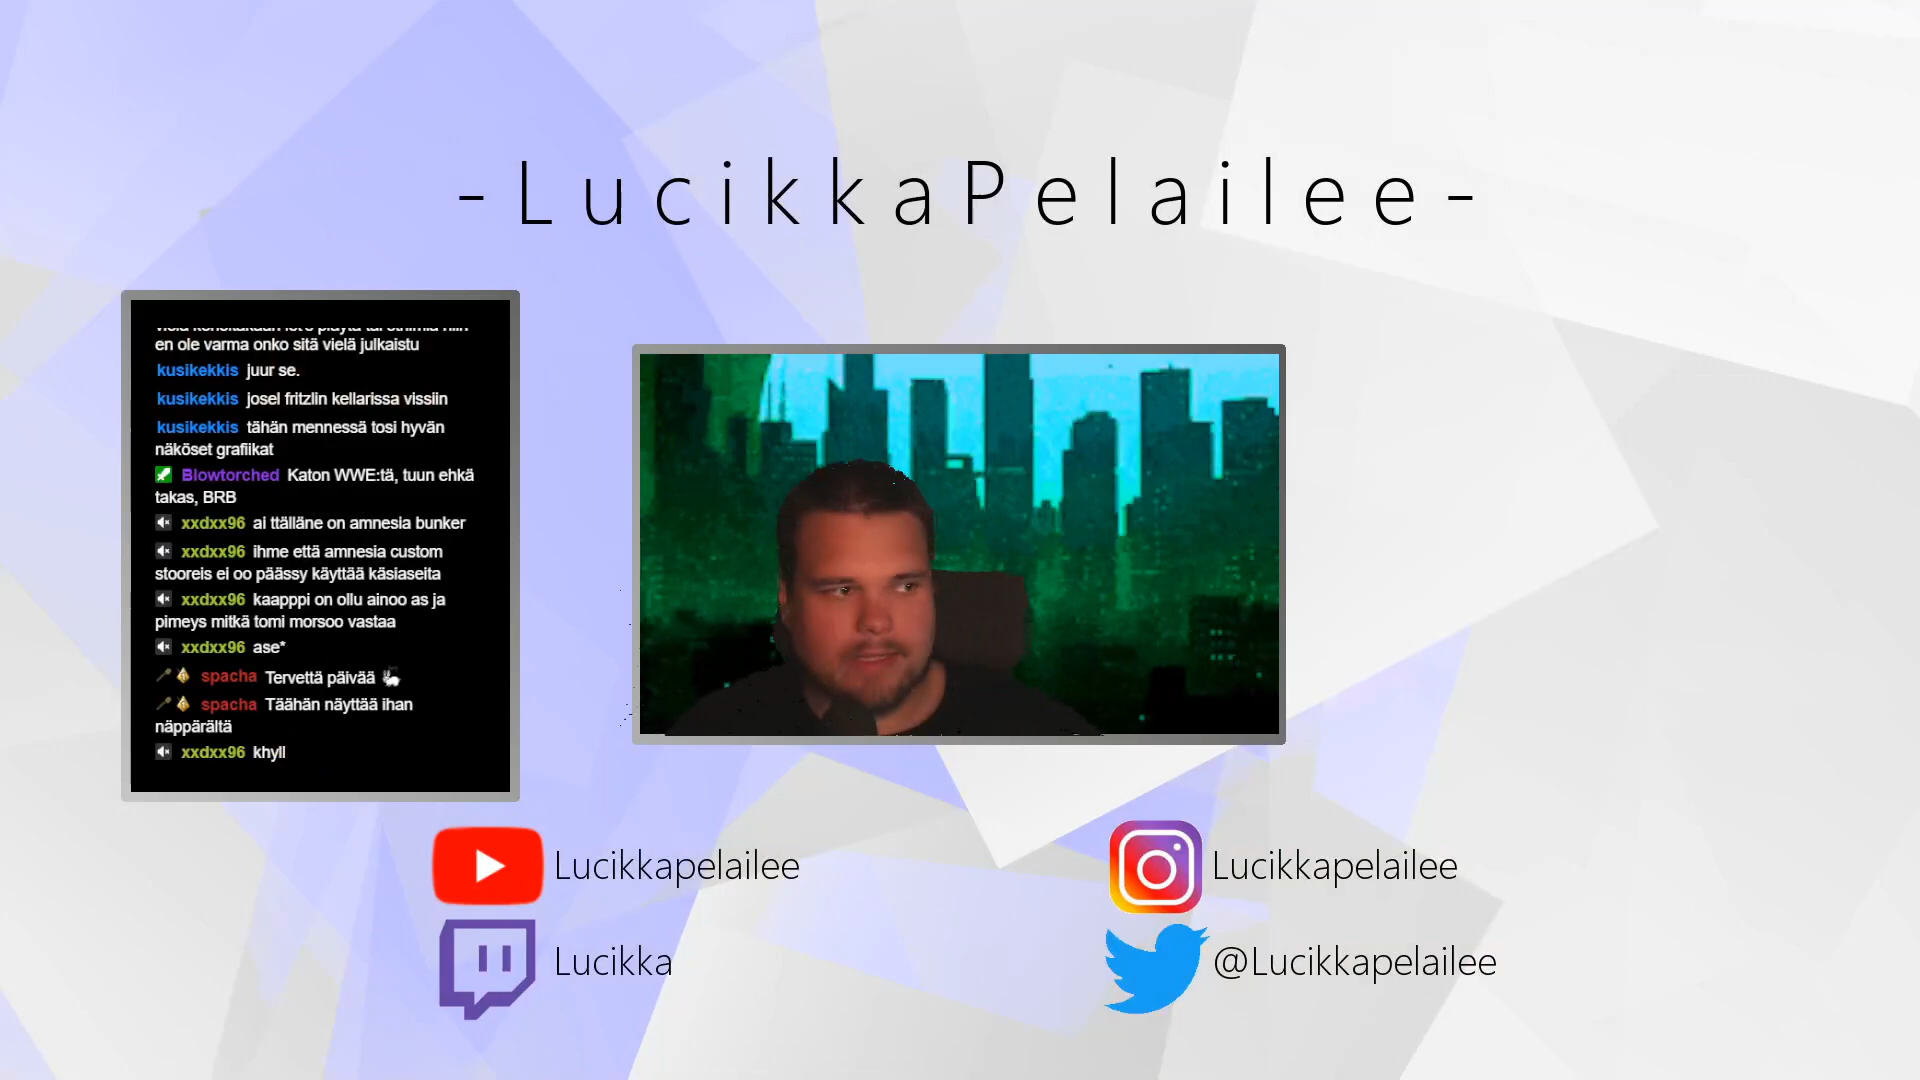 -LucikkaPelailee-
en ole varma onko sitä vielä julkaistu
kusikekkis juur se.
kusikekkis josel fritzlin kellarissa vissiin
kusikekkis tähän mennessä tosi hyvän
näköset grafiikat
Blowtorched Katon WWE:tä, tuun ehkä
takas, BRB
xxdxx96 ai ttälläne on amnesia bunker
xxdxx96 ihme että amnesia custom
stooreis ei oo päässy käyttää käsiaseita
xxdxx96 kaapppi on ollu ainoo as ja
pimeys mitkä tomi morsoo vastaa
xxdxx96 ase*
spacha Tervettä päivää
spacha Täähän näyttää ihan
näppärältä
xxdxx96 khyll
Lucikkapelailee
Lucikka
Lucikkapelailee
@Lucikkapelailee